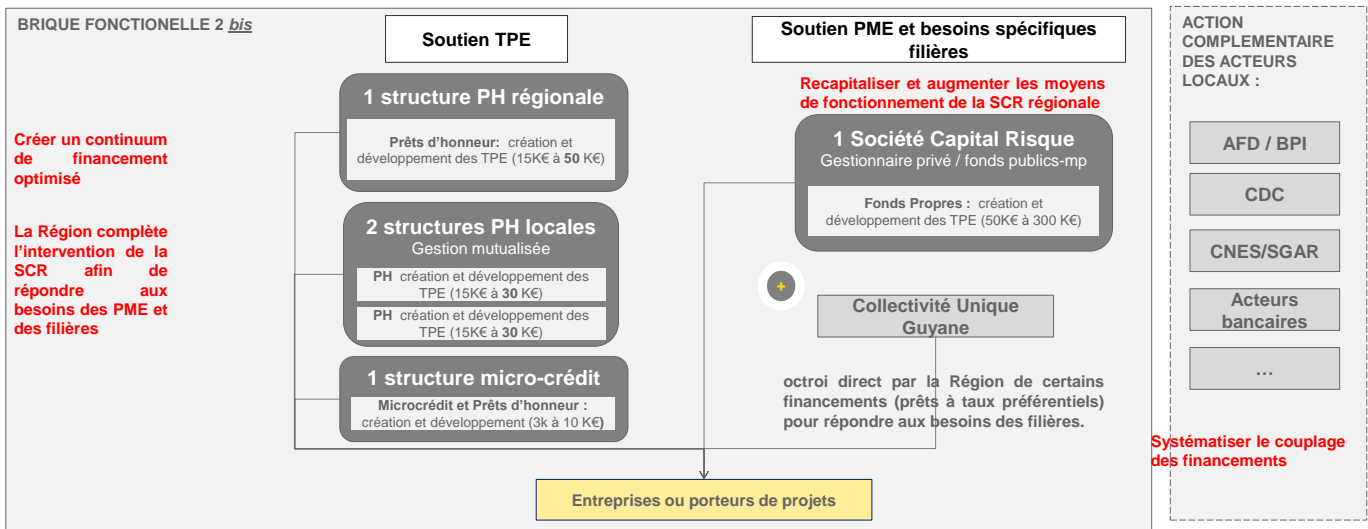 BRIQUE FONCTIONELLE 2 bis
Créer un continuum
de financement
optimisé
La Région complète
l’intervention de la
SCR afin de
répondre aux
besoins des PME et
des filières
Soutien TPE
1 structure PH régionale
Prêts d’honneur: création et
développement des TPE (15K€ à 50 K€)
2 structures PH locales
Gestion mutualisée
PH création et développement des
TPE (15K€ à 30 K€)
PH création et développement des
TPE (15K€ à 30 K€)
1 structure micro-crédit
Microcrédit et Prêts d’honneur :
création et développement (3k à 10 K€)
Soutien PME et besoins spécifiques
filières
Recapitaliser et augmenter les moyens
de fonctionnement de la SCR régionale
1 Société Capital Risque
Gestionnaire privé / fonds publics-mp
Fonds Propres : création et
développement des TPE (50K€ à 300 K€)
+
Collectivité Unique
Guyane
octroi direct par la Région de certains
financements (prêts à taux préférentiels)
pour répondre aux besoins des filières.
Entreprises ou porteurs de projets
ACTION
COMPLEMENTAIRE
DES ACTEURS
LOCAUX :
AFD / BPI
CDC
CNES/SGAR
Acteurs
bancaires
…
Systématiser le couplage
des financements